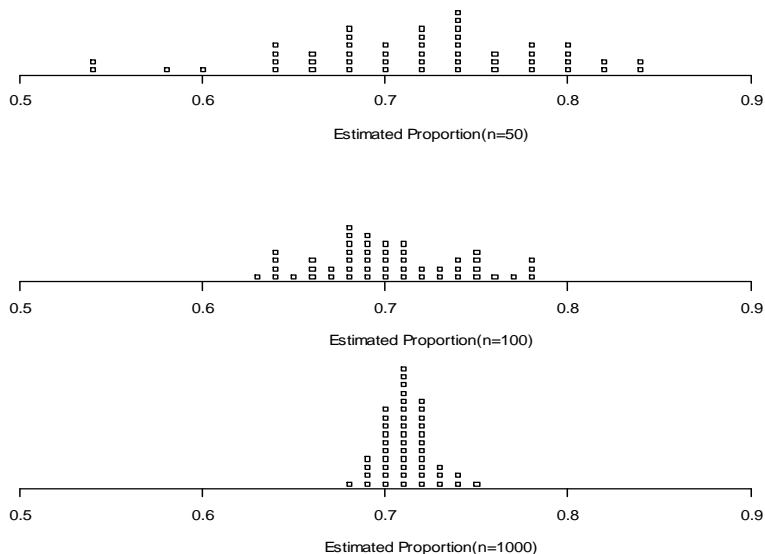 0.5 0.6 0.7 0.8 0.9
Estimated Proportion(n=50)
0.5 0.6 0.7 0.8 0.9
Estimated Proportion(n=100)
0.5 0.6 0.7 0.8 0.9
Estimated Proportion(n=1000)